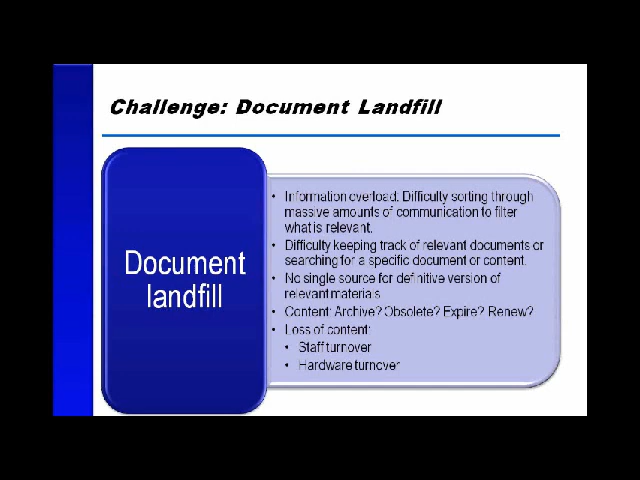 Challenge: Document Landfill
Document
landfill
• Information overload: Difficulty sorting through
massive amounts of communication to filter
what is relevant.
• Difficulty keeping track of relevant documents or
searching for a specific document or content.
• No single source for definitive version of
relevant materials
• Content: Archive? Obsolete? Expire? Renew?
• Loss of content:
• Staff turnover
• Hardware turnover